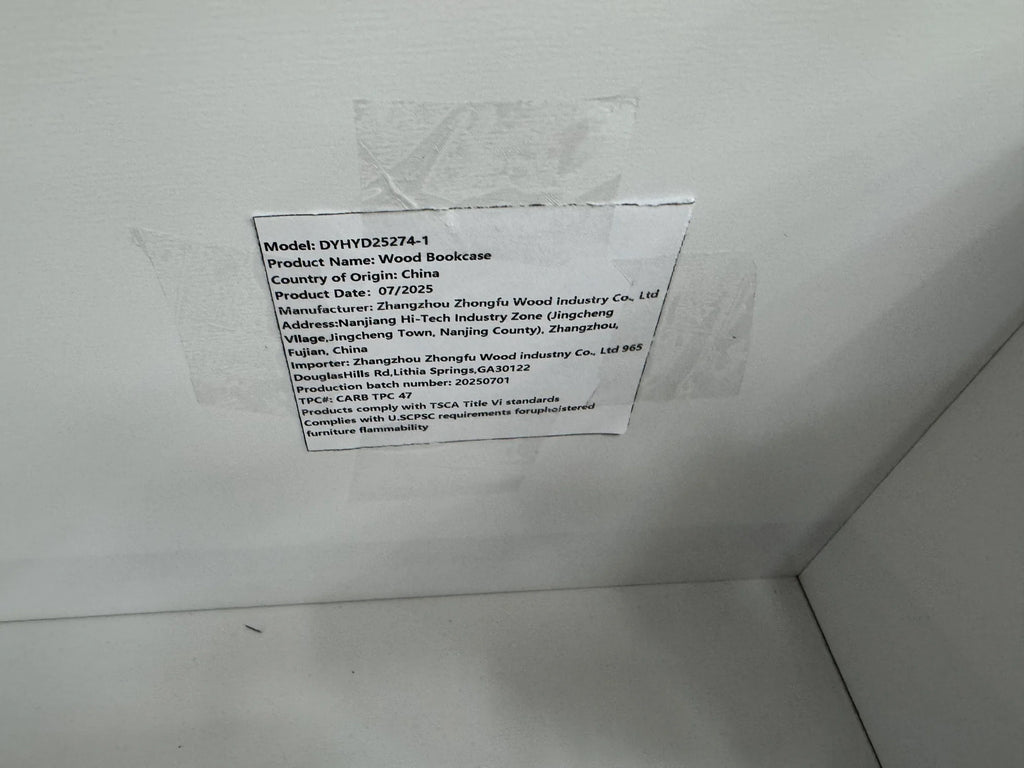 Model: DYHYD25274-1
Product Name: Wood Bookcase
Country of Origin: China
Product Date: 07/2025
Manufacturer: Zhangzhou Zhongfu Wood industry Co., Ltd
Address:Nanjiang Hi-Tech Industry Zone (Jingcheng
Vllage,Jingcheng Town, Nanjing County), Zhangzhou,
Fujian, China
Importer: Zhangzhou Zhongfu Wood industny Co., Ltd 965
DouglasHills Rd,Lithia Springs,GA30122
Production batch number: 20250701
TPC#: CARB TPC 47
Products comply with TSCA Title Vi standards
Complies with U.SCPSC requirements forupholstered
furniture flammability